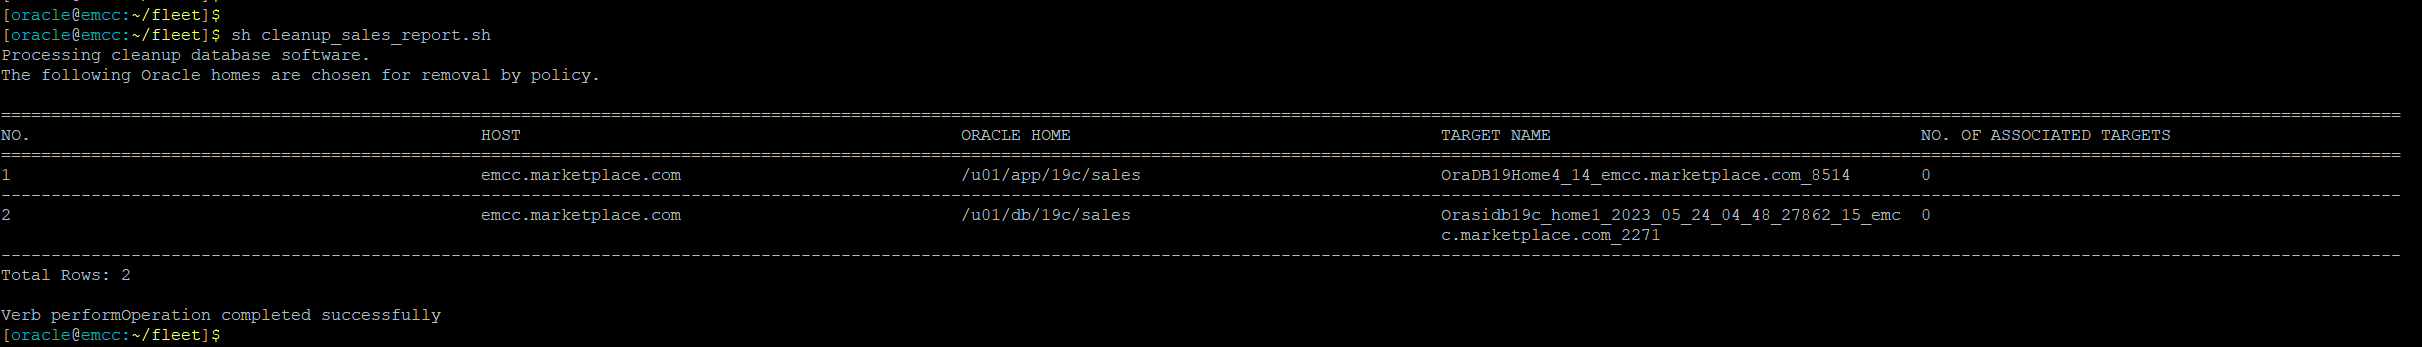 [oracle@emcc:~/fleet]$
[oracle@emcc:~/fleet]$ sh cleanup_sales_report.sh
Processing cleanup database software.
The following Oracle homes are chosen for removal by policy.
================================================================================================================================================================================================================================================
NO. HOST ORACLE HOME TARGET NAME NO. OF ASSOCIATED TARGETS
================================================================================================================================================================================================================================================
1 emcc.marketplace.com /u01/app/19c/sales OraDB19Home4_14_emcc.marketplace.com_8514 0
------------------------------------------------------------------------------------------------------------------------------------------------------------------------------------------------------------------------------------------------
2 emcc.marketplace.com /u01/db/19c/sales Orasidb19c_home1_2023_05_24_04_48_27862_15_emc 0
c.marketplace.com_2271
------------------------------------------------------------------------------------------------------------------------------------------------------------------------------------------------------------------------------------------------
Total Rows: 2
Verb performOperation completed successfully
[oracle@emcc:~/fleet]$